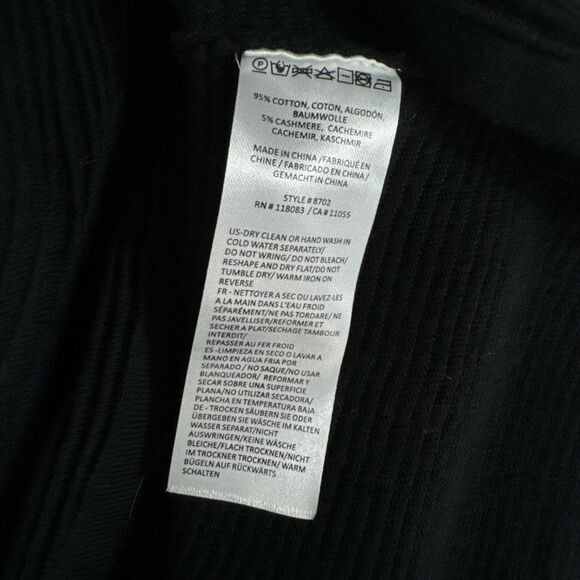 P
95% COTTON, COTON, ALGODÓN,
BAUMWOLLE
5% CASHMERE, CACHEMIRE
CACHEMIR, KASCHMIR
MADE IN CHINA /FABRIQUÉ EN
CHINE / FABRICADO EN CHINA /
GEMACHT IN CHINA
STYLE # 8702
RN # 118083 / CA # 11055
US-DRY CLEAN OR HAND WASH IN
COLD WATER SEPARATELY/
DO NOT WRING/ DO NOT BLEACH/
RESHAPE AND DRY FLAT/DO NOT
TUMBLE DRY/ WARM IRON ON
REVERSE
FR - NETTOYER A SEC OU LAVEZ-LES
A LA MAIN DANS L'EAU FROID
SÉPARÉMENT/NE PAS TORDARE/ NE
PAS JAVELLISER/REFORMER ET
SECHER A PLAT/SECHAGE TAMBOUR
INTERDIT/
REPASSER AU FER FROID
ES -LIMPIEZA EN SECO O LAVAR A
MANO EN AGUA FRIA POR
SEPARADO / NO SAQUE/NO USAR
BLANQUEADOR/ REFORMAR Y
SECAR SOBRE UNA SUPERFICIE
PLANA/NO UTILIZAR SECADORA/
PLANCHA EN TEMPERATURA BAJA
DE - TROCKEN SÄUBERN SIE ODER
ÜBERGEBEN SIE WÄSCHE IM KALTEN
WASSER SEPARAT/NICHT
AUSWRINGEN/KEINE WÄSCHE
BLEICHE/FLACH TROCKNEN/NICHT
IM TROCKNER TROCKNEN/ WARM
BÜGELN AUF RÜCKWÄRTS
SCHALTEN